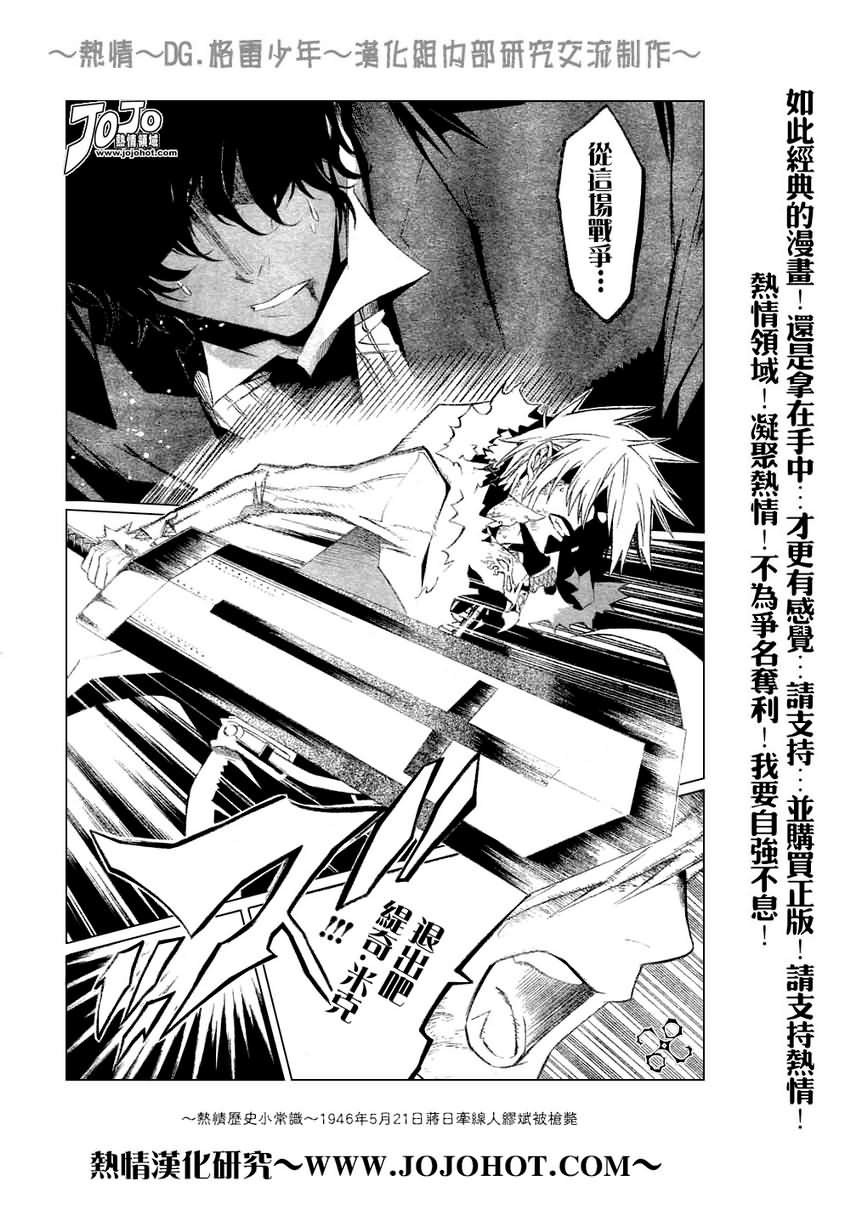 ～熱情～DG.格雷少年～漢化組内部研究交流制作～
JOJO
熱情領域
www.jojohot.com
從這場戰爭…
退出吧
緹奇·米克
!!!
如此經典的漫畫！還是拿在手中…才更有感覺…請支持…並購買正版！請支持熱情！
熱情領域！凝聚熱情！不為爭名奪利！我要自強不息！
～熱情歷史小常識～1946年5月21日蔣日牽線人繆斌被槍斃
熱情漢化研究～WWW.JOJOHOT.COM～